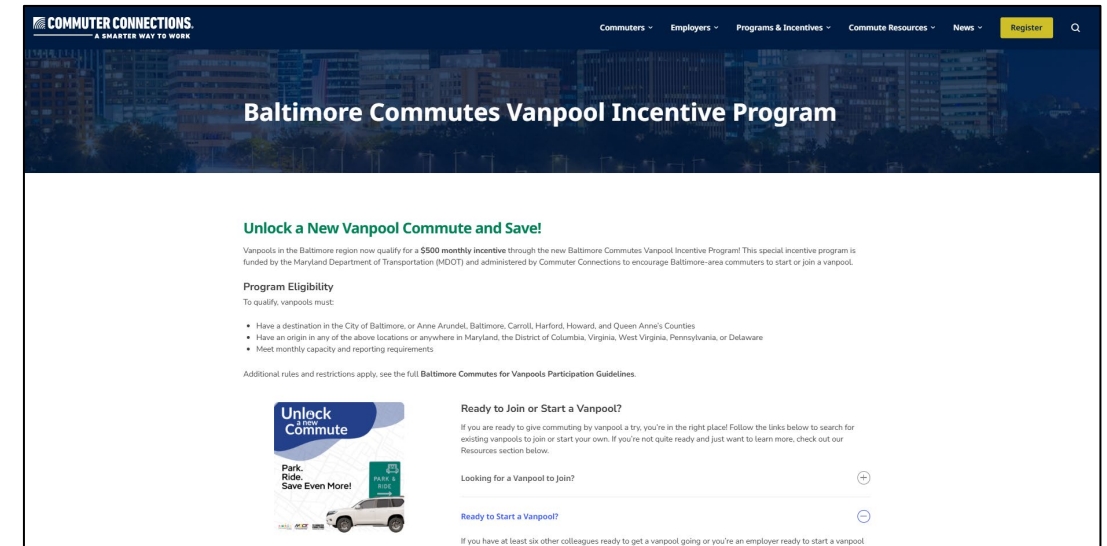 COMMUTER CONNECTIONS.
A SMARTER WAY TO WORK
Commuters
Employers
Programs & Incentives
Commute Resources
News
Register
Baltimore Commutes Vanpool Incentive Program
Unlock a New Vanpool Commute and Save!
Vanpools in the Baltimore region now qualify for a $500 monthly incentive through the new Baltimore Commutes Vanpool Incentive Program! This special incentive program is
funded by the Maryland Department of Transportation (MDOT) and administered by Commuter Connections to encourage Baltimore-area commuters to start or join a vanpool.
Program Eligibility
To qualify, vanpools must:
• Have a destination in the City of Baltimore, or Anne Arundel, Baltimore, Carroll, Harford, Howard, and Queen Anne's Counties
• Have an origin in any of the above locations or anywhere in Maryland, the District of Columbia, Virginia, West Virginia, Pennsylvania, or Delaware
• Meet monthly capacity and reporting requirements
Additional rules and restrictions apply, see the full Baltimore Commutes for Vanpools Participation Guidelines.
Unlock
a new
Commute
Park.
Ride.
Save Even More!
PARK &
RIDE
Ready to Join or Start a Vanpool?
If you are ready to give commuting by vanpool a try, you're in the right place! Follow the links below to search for
existing vanpools to join or start your own. If you're not quite ready and just want to learn more, check out our
Resources section below.
Looking for a Vanpool to Join?
Ready to Start a Vanpool?
If you have at least six other colleagues ready to get a vanpool going or you're an employer ready to start a vanpool